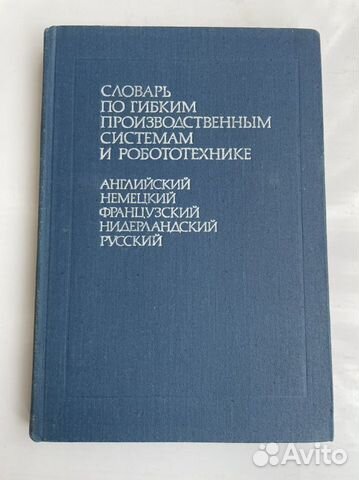 СЛОВАРЬ
ПО ГИБКИМ
ПРОИЗВОДСТВЕННЫМ
СИСТЕМАМ
И РОБОТОТЕХНИКЕ
АНГЛИЙСКИЙ
НЕМЕЦКИЙ
ФРАНЦУЗСКИЙ
НИДЕРЛАНДСКИЙ
РУССКИЙ
Avito